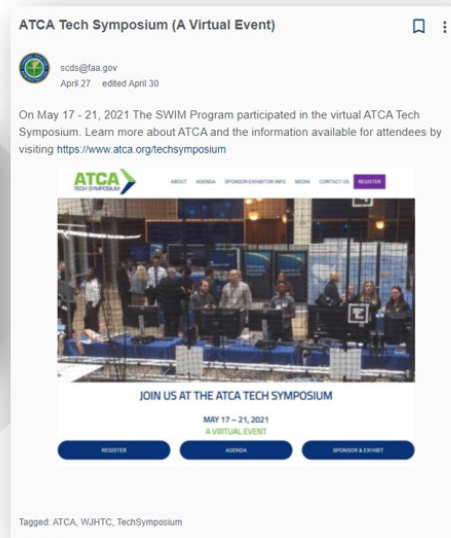 ATCA Tech Symposium (A Virtual Event)
scds@faa.gov
April 27 edited April 30
On May 17 - 21, 2021 The SWIM Program participated in the virtual ATCA Tech
Symposium. Learn more about ATCA and the information available for attendees by
visiting https://www.atca.org/techsymposium
ATCA
TECH SYMPOSIUM
ABOUT AGENDA SPONSOR-EXHIBITOR INFO MEDIA CONTACT US REGISTER
JOIN US AT THE ATCA TECH SYMPOSIUM
MAY 17 – 21, 2021
A VIRTUAL EVENT
REGISTER AGENDA SPONSOR & EXHIBIT
Tagged: ATCA, WJHTC, TechSymposium